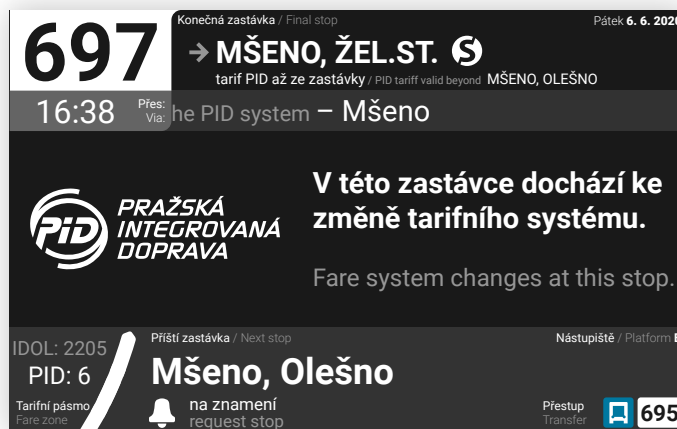 697
Konečná zastávka / Final stop
Pátek 6. 6. 2020
→ MŠENO, ŽEL.ST. S
tarif PID až ze zastávky / PID tariff valid beyond MŠENO, OLEŠNO
16:38
Přes:
Via:
he PID system – Mšeno
PID
PRAŽSKÁ
INTEGROVANÁ
DOPRAVA
V této zastávce dochází ke
změně tarifního systému.
Fare system changes at this stop.
IDOL: 2205
PID: 6
Tarifní pásmo
Fare zone
Příští zastávka / Next stop
Nástupiště / Platform
Mšeno, Olešno
na znamení
request stop
Přestup
Transfer
695